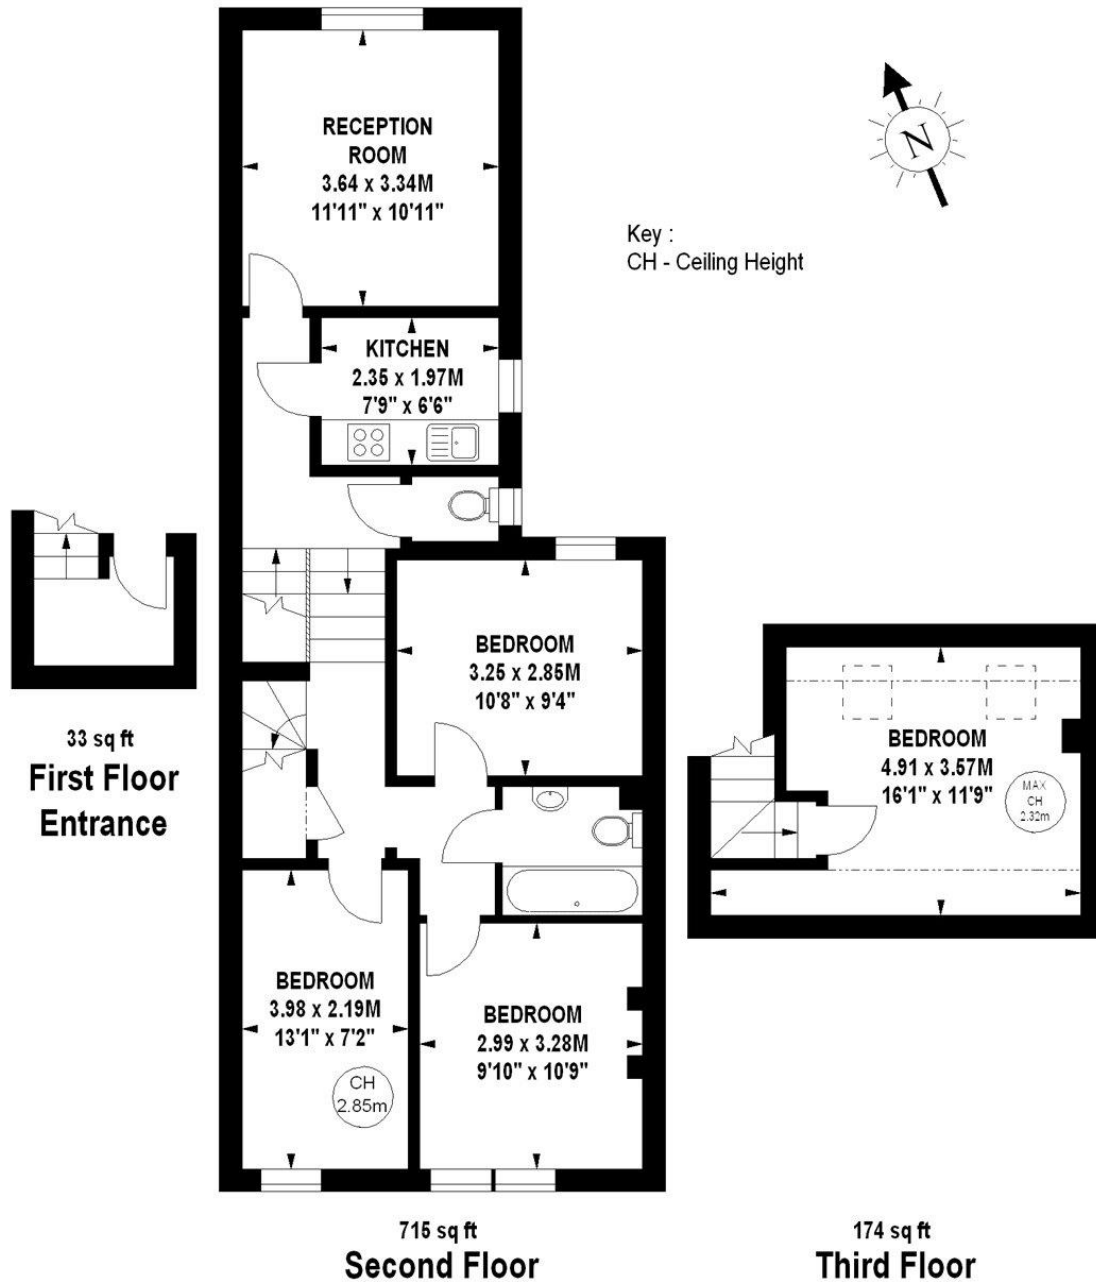 RECEPTION
ROOM
3.64 x 3.34M
11'11" x 10'11"
N
Key :
CH - Ceiling Height
KITCHEN
2.35 x 1.97M
7'9" x 6'6"
BEDROOM
3.25 x 2.85M
10'8" x 9'4"
33 sq ft
First Floor
Entrance
BEDROOM
4.91 x 3.57M
16'1" x 11'9"
MAX
CH
2.32m
BEDROOM
3.98 x 2.19M
13'1" x 7'2"
CH
2.85m
BEDROOM
2.99 x 3.28M
9'10" x 10'9"
715 sq ft
Second Floor
174 sq ft
Third Floor